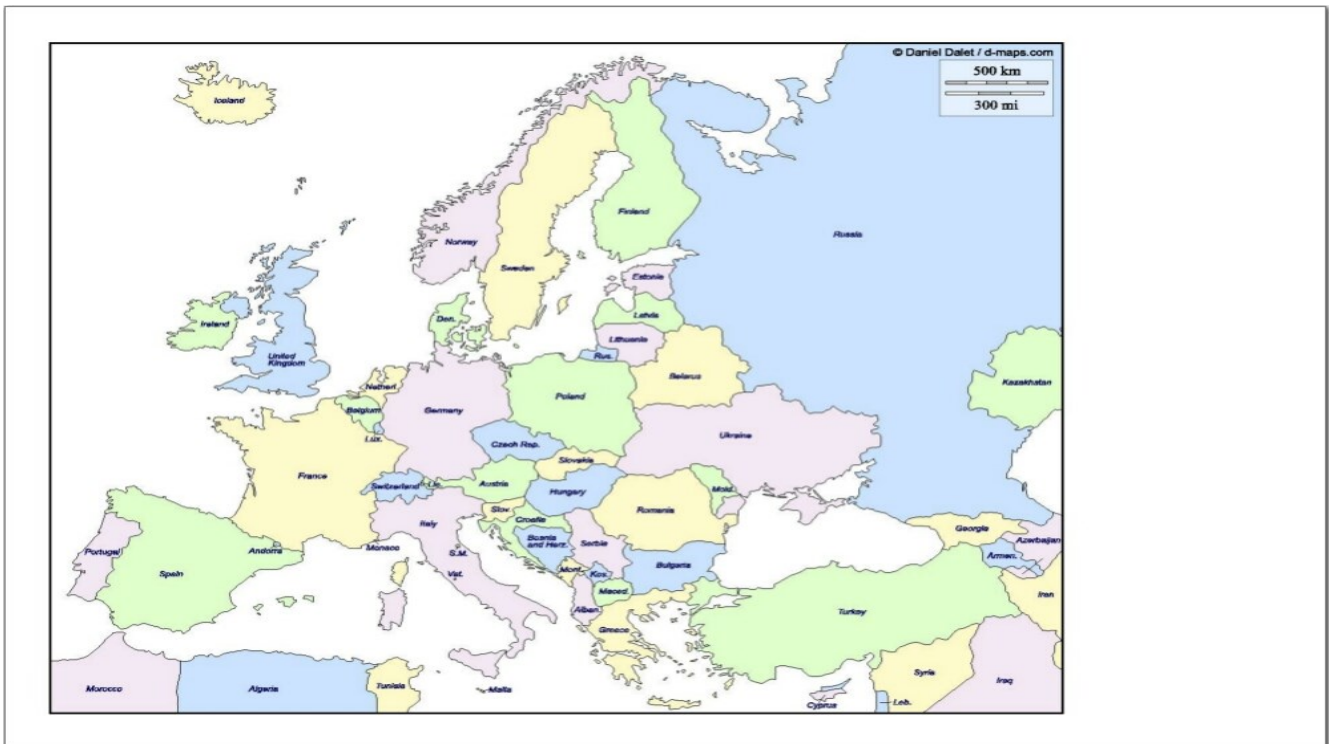 © Daniel Dalet / d-maps.com
500 km
300 mi
Iceland
Norway
Sweden
Finland
Russia
Estonia
Latvia
Lithuania
Rus.
Den.
Ireland
United
Kingdom
Netherl.
Belgium
Lux.
Germany
Poland
Belarus
Ukraine
Kazakhstan
Czech Rep.
Slovakia
France
Switzerland
Lie.
Austria
Hungary
Mold.
Romania
Slov.
Croatia
Italy
Bosnia
and Herz.
Serbia
Georgia
Azerbaijan
Armen.
Portugal
Spain
Andorra
Monaco
S.M.
Vat.
Mont.
Kos.
Bulgaria
Maced.
Alban.
Greece
Turkey
Iran
Morocco
Algeria
Tunisia
Malta
Cyprus
Leb.
Syria
Iraq